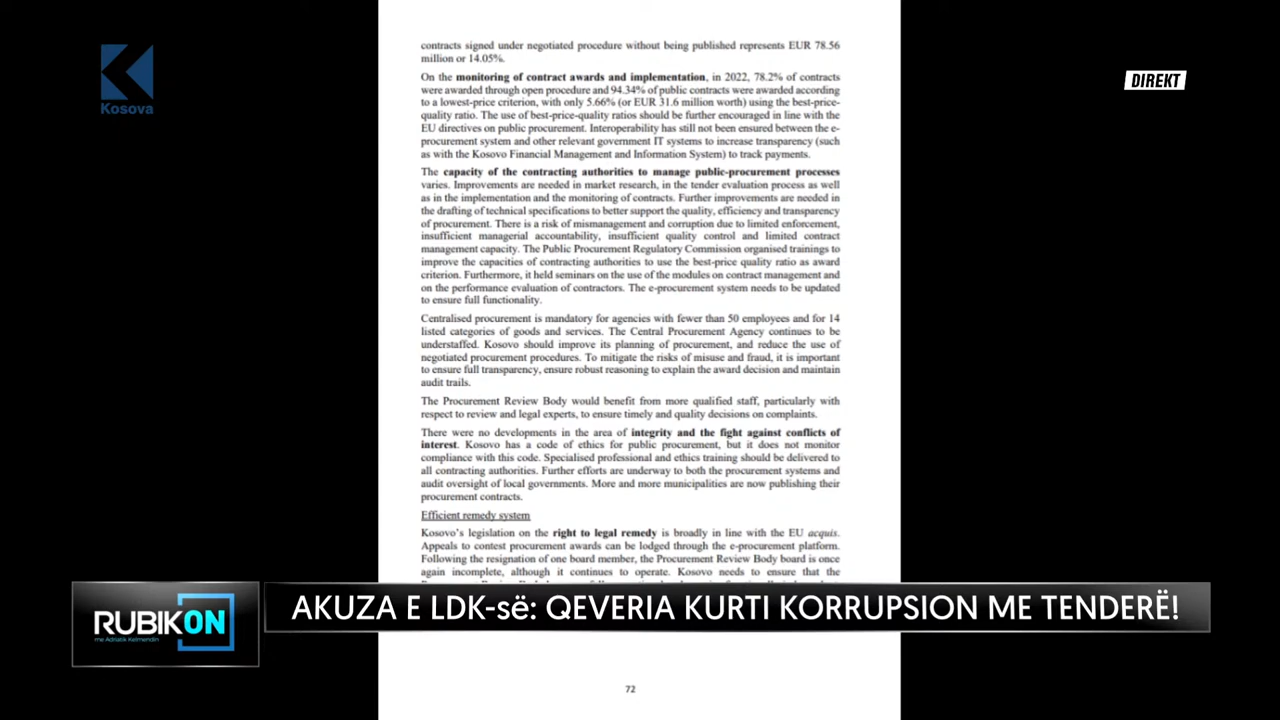 contracts signed under negotiated procedure without being published represents EUR 78.56
million or 14.05%.
On the monitoring of contract awards and implementation, in 2022, 78.2% of contracts
were awarded through open procedure and 94.34% of public contracts were awarded according
to a lowest-price criterion, with only 5.66% (or EUR 31.6 million worth) using the best-price-
quality ratio. The use of best-price-quality ratios should be further encouraged in line with the
EU directives on public procurement. Interoperability has still not been ensured between the e-
procurement system and other relevant government IT systems to increase transparency (such
as with the Kosovo Financial Management and Information System) to track payments.
The capacity of the contracting authorities to manage public-procurement processes
varies. Improvements are needed in market research, in the tender evaluation process as well
as in the implementation and the monitoring of contracts. Further improvements are needed in
the drafting of technical specifications to better support the quality, efficiency and transparency
of procurement. There is a risk of mismanagement and corruption due to limited enforcement,
insufficient managerial accountability, insufficient quality control and limited contract
management capacity. The Public Procurement Regulatory Commission organised trainings to
improve the capacities of contracting authorities to use the best-price quality ratio as award
criterion. Furthermore, it held seminars on the use of the modules on contract management and
on the performance evaluation of contractors. The e-procurement system needs to be updated
to ensure full functionality.
Centralised procurement is mandatory for agencies with fewer than 50 employees and for 14
listed categories of goods and services. The Central Procurement Agency continues to be
understaffed. Kosovo should improve its planning of procurement, and reduce the use of
negotiated procurement procedures. To mitigate the risks of misuse and fraud, it is important
to ensure full transparency, ensure robust reasoning to explain the award decision and maintain
audit trails.
The Procurement Review Body would benefit from more qualified staff, particularly with
respect to review and legal experts, to ensure timely and quality decisions on complaints.
There were no developments in the area of integrity and the fight against conflicts of
interest. Kosovo has a code of ethics for public procurement, but it does not monitor
compliance with this code. Specialised professional and ethics training should be delivered to
all contracting authorities. Further efforts are underway to both the procurement systems and
audit oversight of local governments. More and more municipalities are now publishing their
procurement contracts.
Efficient remedy system
Kosovo's legislation on the right to legal remedy is broadly in line with the EU acquis.
Appeals to contest procurement awards can be lodged through the e-procurement platform.
Following the resignation of one board member, the Procurement Review Body board is once
again incomplete, although it continues to operate. Kosovo needs to ensure that the
72
Kosova
DIREKT
RUBIKON
me Adriatik Kelmendin
AKUZA E LDK-së: QEVERIA KURTI KORRUPSION ME TENDERË!